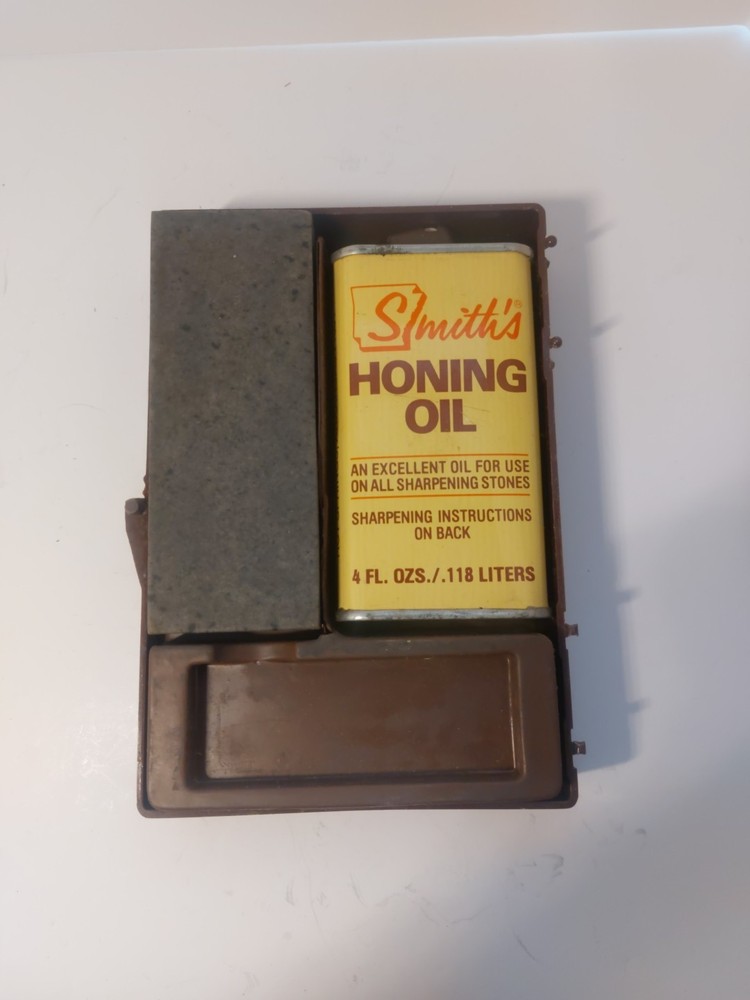 Smith's®
HONING
OIL
AN EXCELLENT OIL FOR USE
ON ALL SHARPENING STONES
SHARPENING INSTRUCTIONS
ON BACK
4 FL. OZS./.118 LITERS